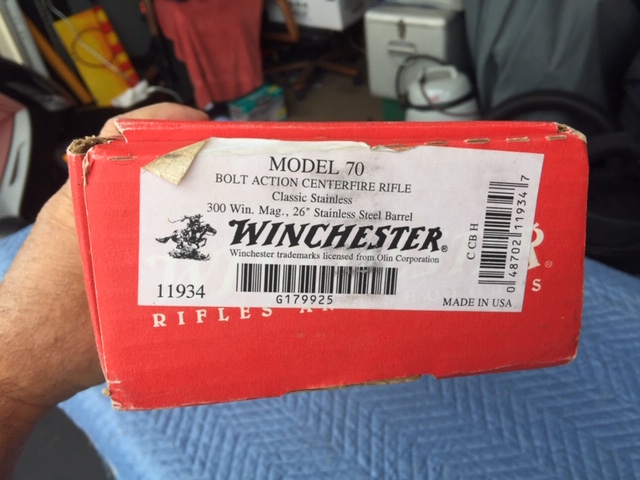 MODEL 70
BOLT ACTION CENTERFIRE RIFLE
Classic Stainless
300 Win. Mag., 26" Stainless Steel Barrel
WINCHESTER®
Winchester trademarks licensed from Olin Corporation
11934
G179925
MADE IN USA
C CB H
0 48702 11934 7
R®
RIFLES A
S